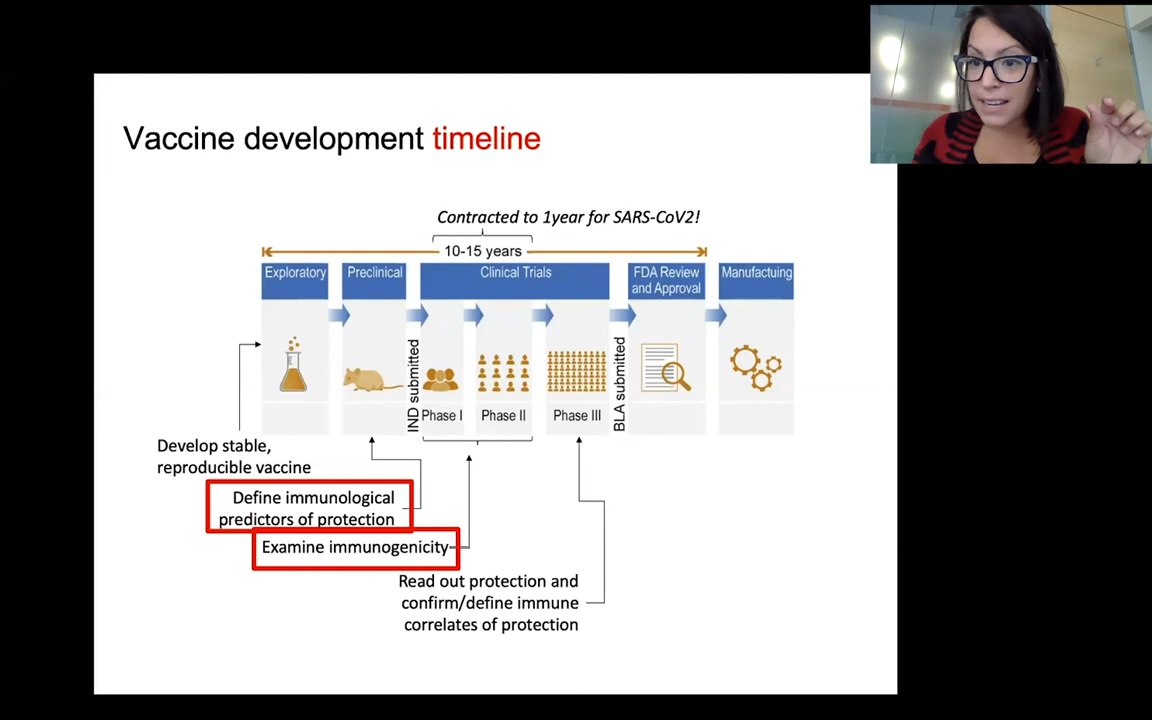 Vaccine development timeline
Contracted to 1year for SARS-CoV2!
10-15 years
Exploratory
Preclinical
Clinical Trials
FDA Review
and Approval
Manufactuing
IND submitted
BLA submitted
Phase I
Phase II
Phase III
Develop stable,
reproducible vaccine
Define immunological
predictors of protection
Examine immunogenicity
Read out protection and
confirm/define immune
correlates of protection